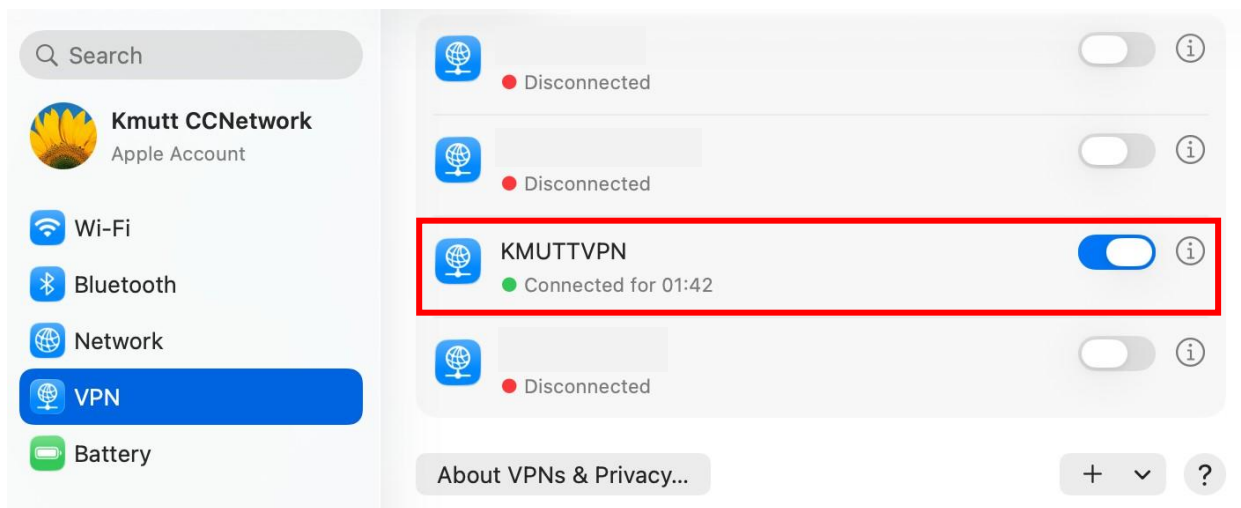 Search
Kmutt CCNetwork
Apple Account
Wi-Fi
Bluetooth
Network
VPN
Battery
Disconnected
Disconnected
KMUTTVPN
Connected for 01:42
Disconnected
About VPNs & Privacy...
+
?